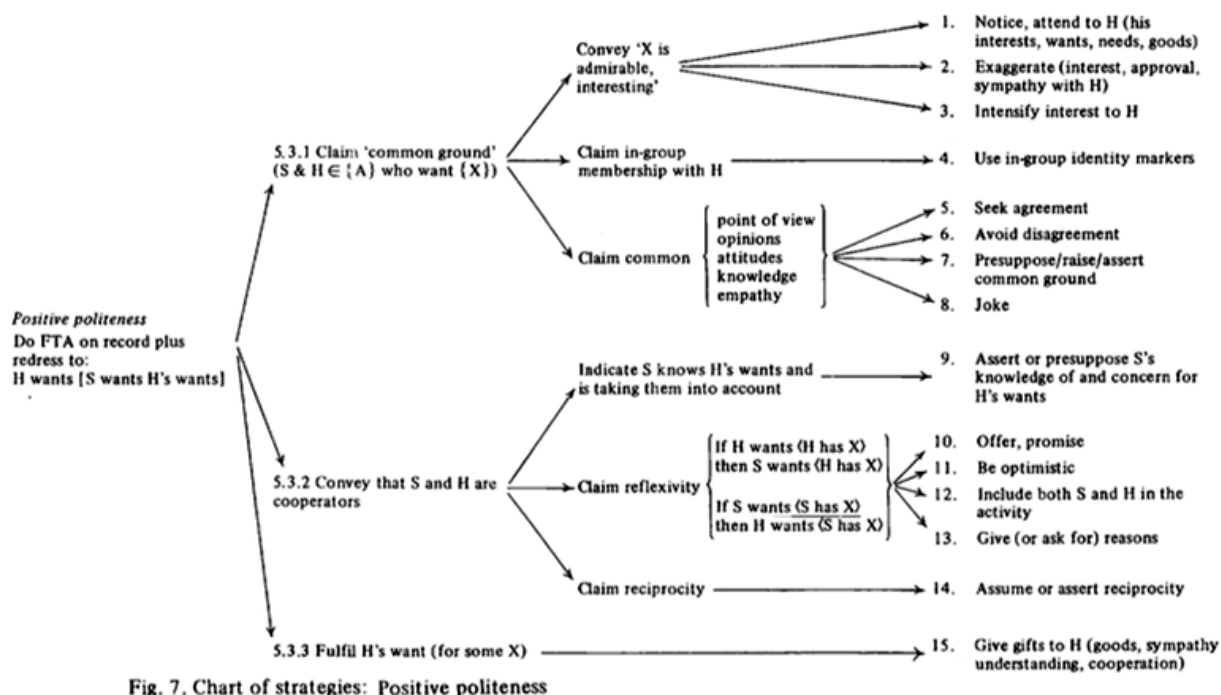 Convey 'X is
admirable,
interesting'
1. Notice, attend to H (his
interests, wants, needs, goods)
2. Exaggerate (interest, approval,
sympathy with H)
3. Intensify interest to H
5.3.1 Claim 'common ground'
(S & H ∈ {A} who want {X})
Claim in-group
membership with H
4. Use in-group identity markers
Claim common
point of view
opinions
attitudes
knowledge
empathy
5. Seek agreement
6. Avoid disagreement
7. Presuppose/raise/assert
common ground
8. Joke
Positive politeness
Do FTA on record plus
redress to:
H wants [S wants H's wants]
Indicate S knows H's wants and
is taking them into account
9. Assert or presuppose S's
knowledge of and concern for
H's wants
5.3.2 Convey that S and H are
cooperators
Claim reflexivity
If H wants ⟨H has X⟩
then S wants ⟨H has X⟩
If S wants ⟨S has X⟩
then H wants ⟨S has X⟩
10. Offer, promise
11. Be optimistic
12. Include both S and H in the
activity
13. Give (or ask for) reasons
Claim reciprocity
14. Assume or assert reciprocity
5.3.3 Fulfil H's want (for some X)
15. Give gifts to H (goods, sympathy
understanding, cooperation)
Fig. 7. Chart of strategies: Positive politeness